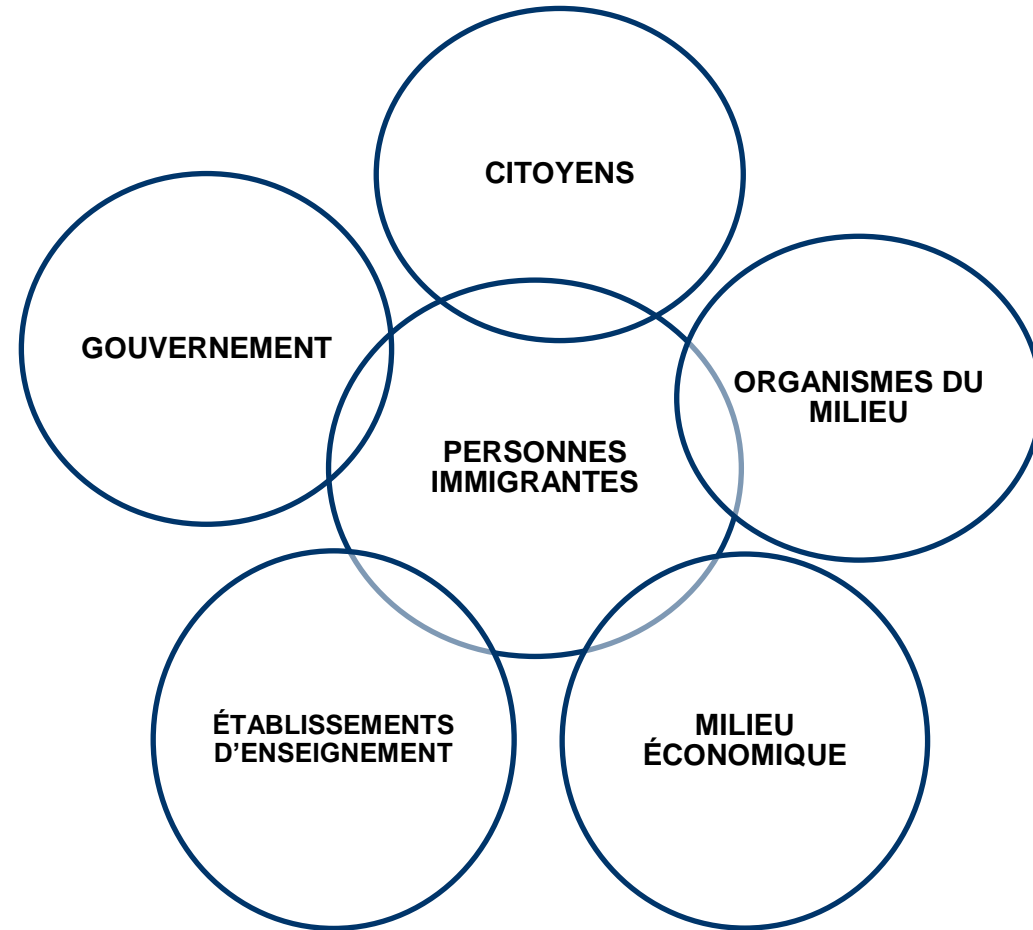 CITOYENS
GOUVERNEMENT
ORGANISMES DU
MILIEU
PERSONNES
IMMIGRANTES
ÉTABLISSEMENTS
D’ENSEIGNEMENT
MILIEU
ÉCONOMIQUE